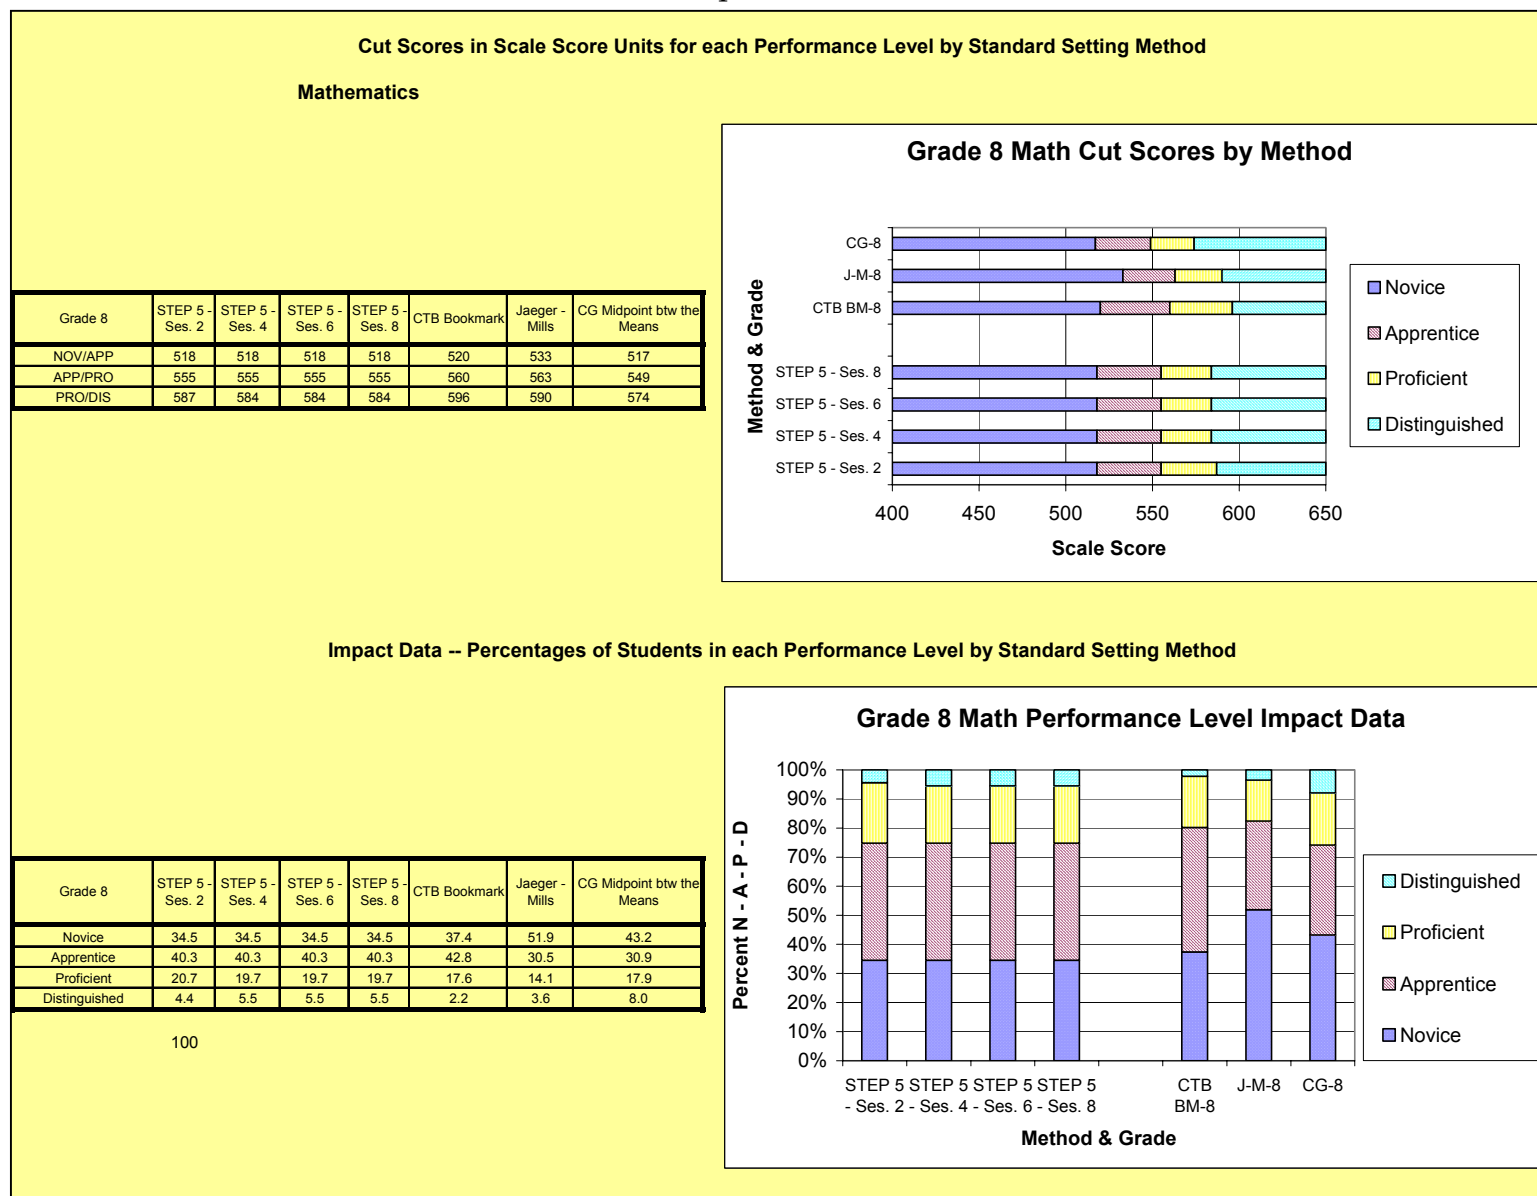 Cut Scores in Scale Score Units for each Performance Level by Standard Setting Method
Mathematics
Grade 8 STEP 5 - Ses. 2 STEP 5 - Ses. 4 STEP 5 - Ses. 6 STEP 5 - Ses. 8 CTB Bookmark Jaeger - Mills CG Midpoint btw the Means
NOV/APP 518 518 518 518 520 533 517
APP/PRO 555 555 555 555 560 563 549
PRO/DIS 587 584 584 584 596 590 574
Grade 8 Math Cut Scores by Method
Method & Grade
CG-8
J-M-8
CTB BM-8
STEP 5 - Ses. 8
STEP 5 - Ses. 6
STEP 5 - Ses. 4
STEP 5 - Ses. 2
400 450 500 550 600 650
Scale Score
Novice
Apprentice
Proficient
Distinguished
Impact Data -- Percentages of Students in each Performance Level by Standard Setting Method
Grade 8 STEP 5 - Ses. 2 STEP 5 - Ses. 4 STEP 5 - Ses. 6 STEP 5 - Ses. 8 CTB Bookmark Jaeger - Mills CG Midpoint btw the Means
Novice 34.5 34.5 34.5 34.5 37.4 51.9 43.2
Apprentice 40.3 40.3 40.3 40.3 42.8 30.5 30.9
Proficient 20.7 19.7 19.7 19.7 17.6 14.1 17.9
Distinguished 4.4 5.5 5.5 5.5 2.2 3.6 8.0
100
Grade 8 Math Performance Level Impact Data
Percent N - A - P - D
100%
90%
80%
70%
60%
50%
40%
30%
20%
10%
0%
STEP 5 STEP 5 STEP 5 STEP 5 CTB J-M-8 CG-8
- Ses. 2 - Ses. 4 - Ses. 6 - Ses. 8 BM-8
Method & Grade
Distinguished
Proficient
Apprentice
Novice